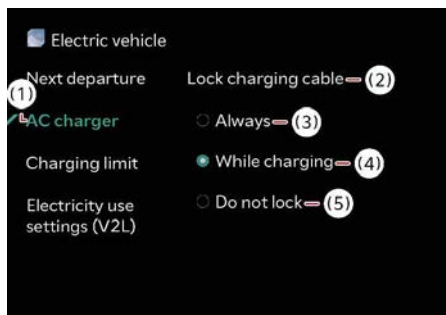 Electric vehicle
Next departure
Lock charging cable (2)
(1)
AC charger
Always (3)
Charging limit
While charging (4)
Electricity use
settings (V2L)
Do not lock (5)